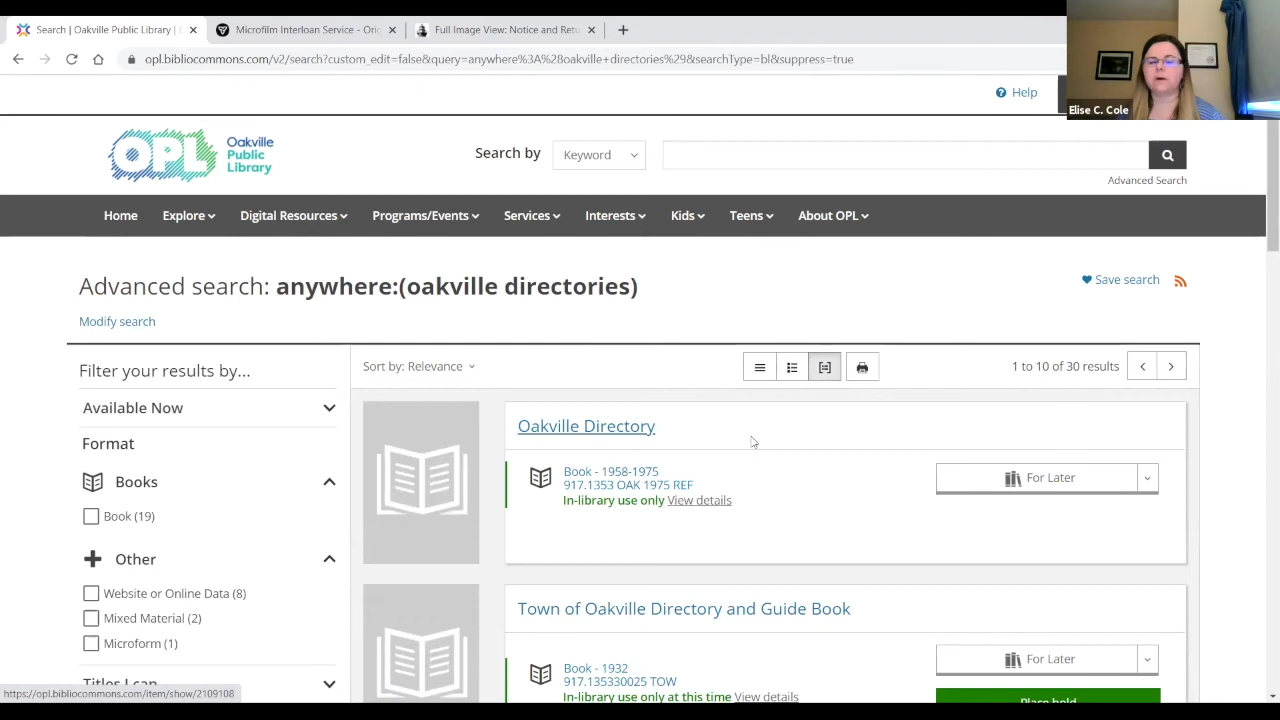 Search | Oakville Public Library |
Microfilm Interloan Service - Ori
Full Image View: Notice and Retu
opl.bibliocommons.com/v2/search?custom_edit=false&query=anywhere%3A%28oakville+directories%29&searchType=bl&suppress=true
Elise C. Cole
Help
OPL Oakville
Public
Library
Search by Keyword
Advanced Search
Home Explore Digital Resources Programs/Events Services Interests Kids Teens About OPL
Advanced search: anywhere:(oakville directories)
Save search
Modify search
Filter your results by...
Sort by: Relevance
1 to 10 of 30 results
Available Now
Format
Books
Book (19)
Other
Website or Online Data (8)
Mixed Material (2)
Microform (1)
Titles I can
Oakville Directory
Book - 1958-1975
917.1353 OAK 1975 REF
In-library use only View details
For Later
Town of Oakville Directory and Guide Book
Book - 1932
917.135330025 TOW
In-library use only at this time View details
For Later
Place hold
https://opl.bibliocommons.com/item/show/2109108